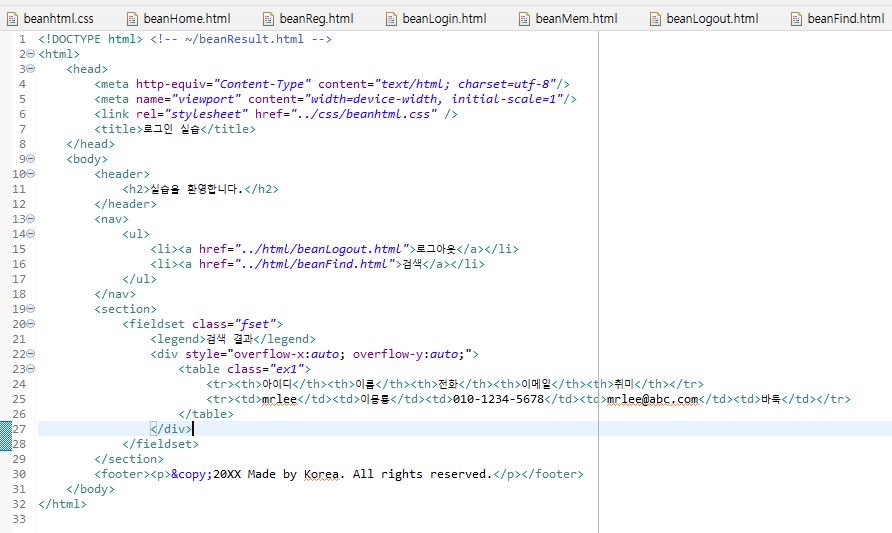 beanhtml.css beanHome.html beanReg.html beanLogin.html beanMem.html beanLogout.html beanFind.html
1 <!DOCTYPE html> <!-- ~/beanResult.html -->
2 <html>
3 <head>
4 <meta http-equiv="Content-Type" content="text/html; charset=utf-8"/>
5 <meta name="viewport" content="width=device-width, initial-scale=1"/>
6 <link rel="stylesheet" href="../css/beanhtml.css" />
7 <title>로그인 실습</title>
8 </head>
9 <body>
10 <header>
11 <h2>실습을 환영합니다.</h2>
12 </header>
13 <nav>
14 <ul>
15 <li><a href="../html/beanLogout.html">로그아웃</a></li>
16 <li><a href="../html/beanFind.html">검색</a></li>
17 </ul>
18 </nav>
19 <section>
20 <fieldset class="fset">
21 <legend>검색 결과</legend>
22 <div style="overflow-x:auto; overflow-y:auto;">
23 <table class="ex1">
24 <tr><th>아이디</th><th>이름</th><th>전화</th><th>이메일</th><th>취미</th></tr>
25 <tr><td>mrlee</td><td>이몽룡</td><td>010-1234-5678</td><td>mrlee@abc.com</td><td>바둑</td></tr>
26 </table>
27 </div>
28 </fieldset>
29 </section>
30 <footer><p>&copy;20XX Made by Korea. All rights reserved.</p></footer>
31 </body>
32 </html>
33